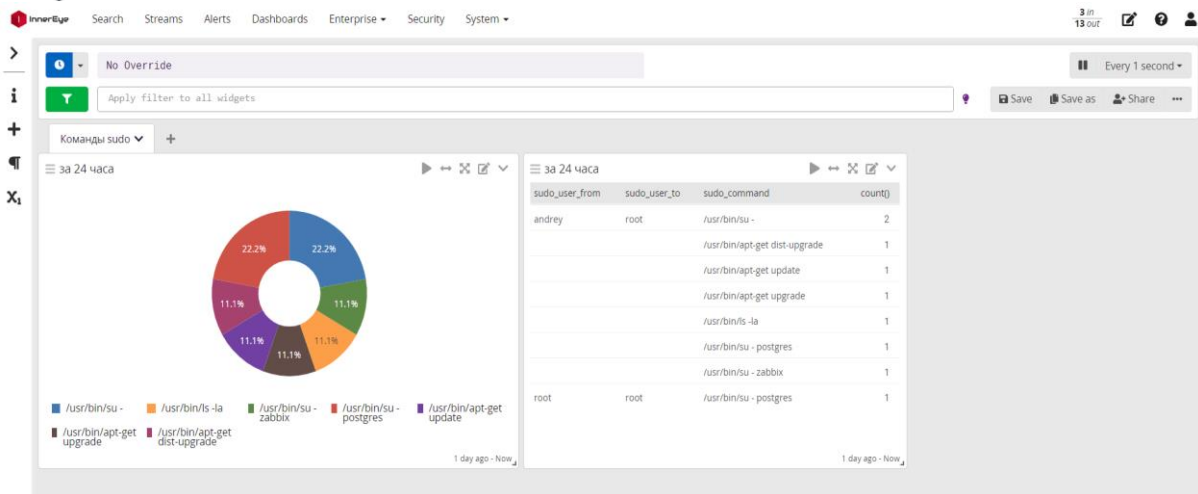 InnerEye Search Streams Alerts Dashboards Enterprise Security System 3 in
13 out
No Override Every 1 second
Apply filter to all widgets Save Save as Share
Команды sudo
за 24 часа
22.2% 22.2%
11.1% 11.1%
11.1% 11.1%
11.1%
/usr/bin/su - /usr/bin/ls -la /usr/bin/su - zabbix /usr/bin/su - postgres /usr/bin/apt-get update
/usr/bin/apt-get upgrade /usr/bin/apt-get dist-upgrade
1 day ago - Now
за 24 часа
sudo_user_from sudo_user_to sudo_command count()
andrey root /usr/bin/su - 2
/usr/bin/apt-get dist-upgrade 1
/usr/bin/apt-get update 1
/usr/bin/apt-get upgrade 1
/usr/bin/ls -la 1
/usr/bin/su - postgres 1
/usr/bin/su - zabbix 1
root root /usr/bin/su - postgres 1
1 day ago - Now